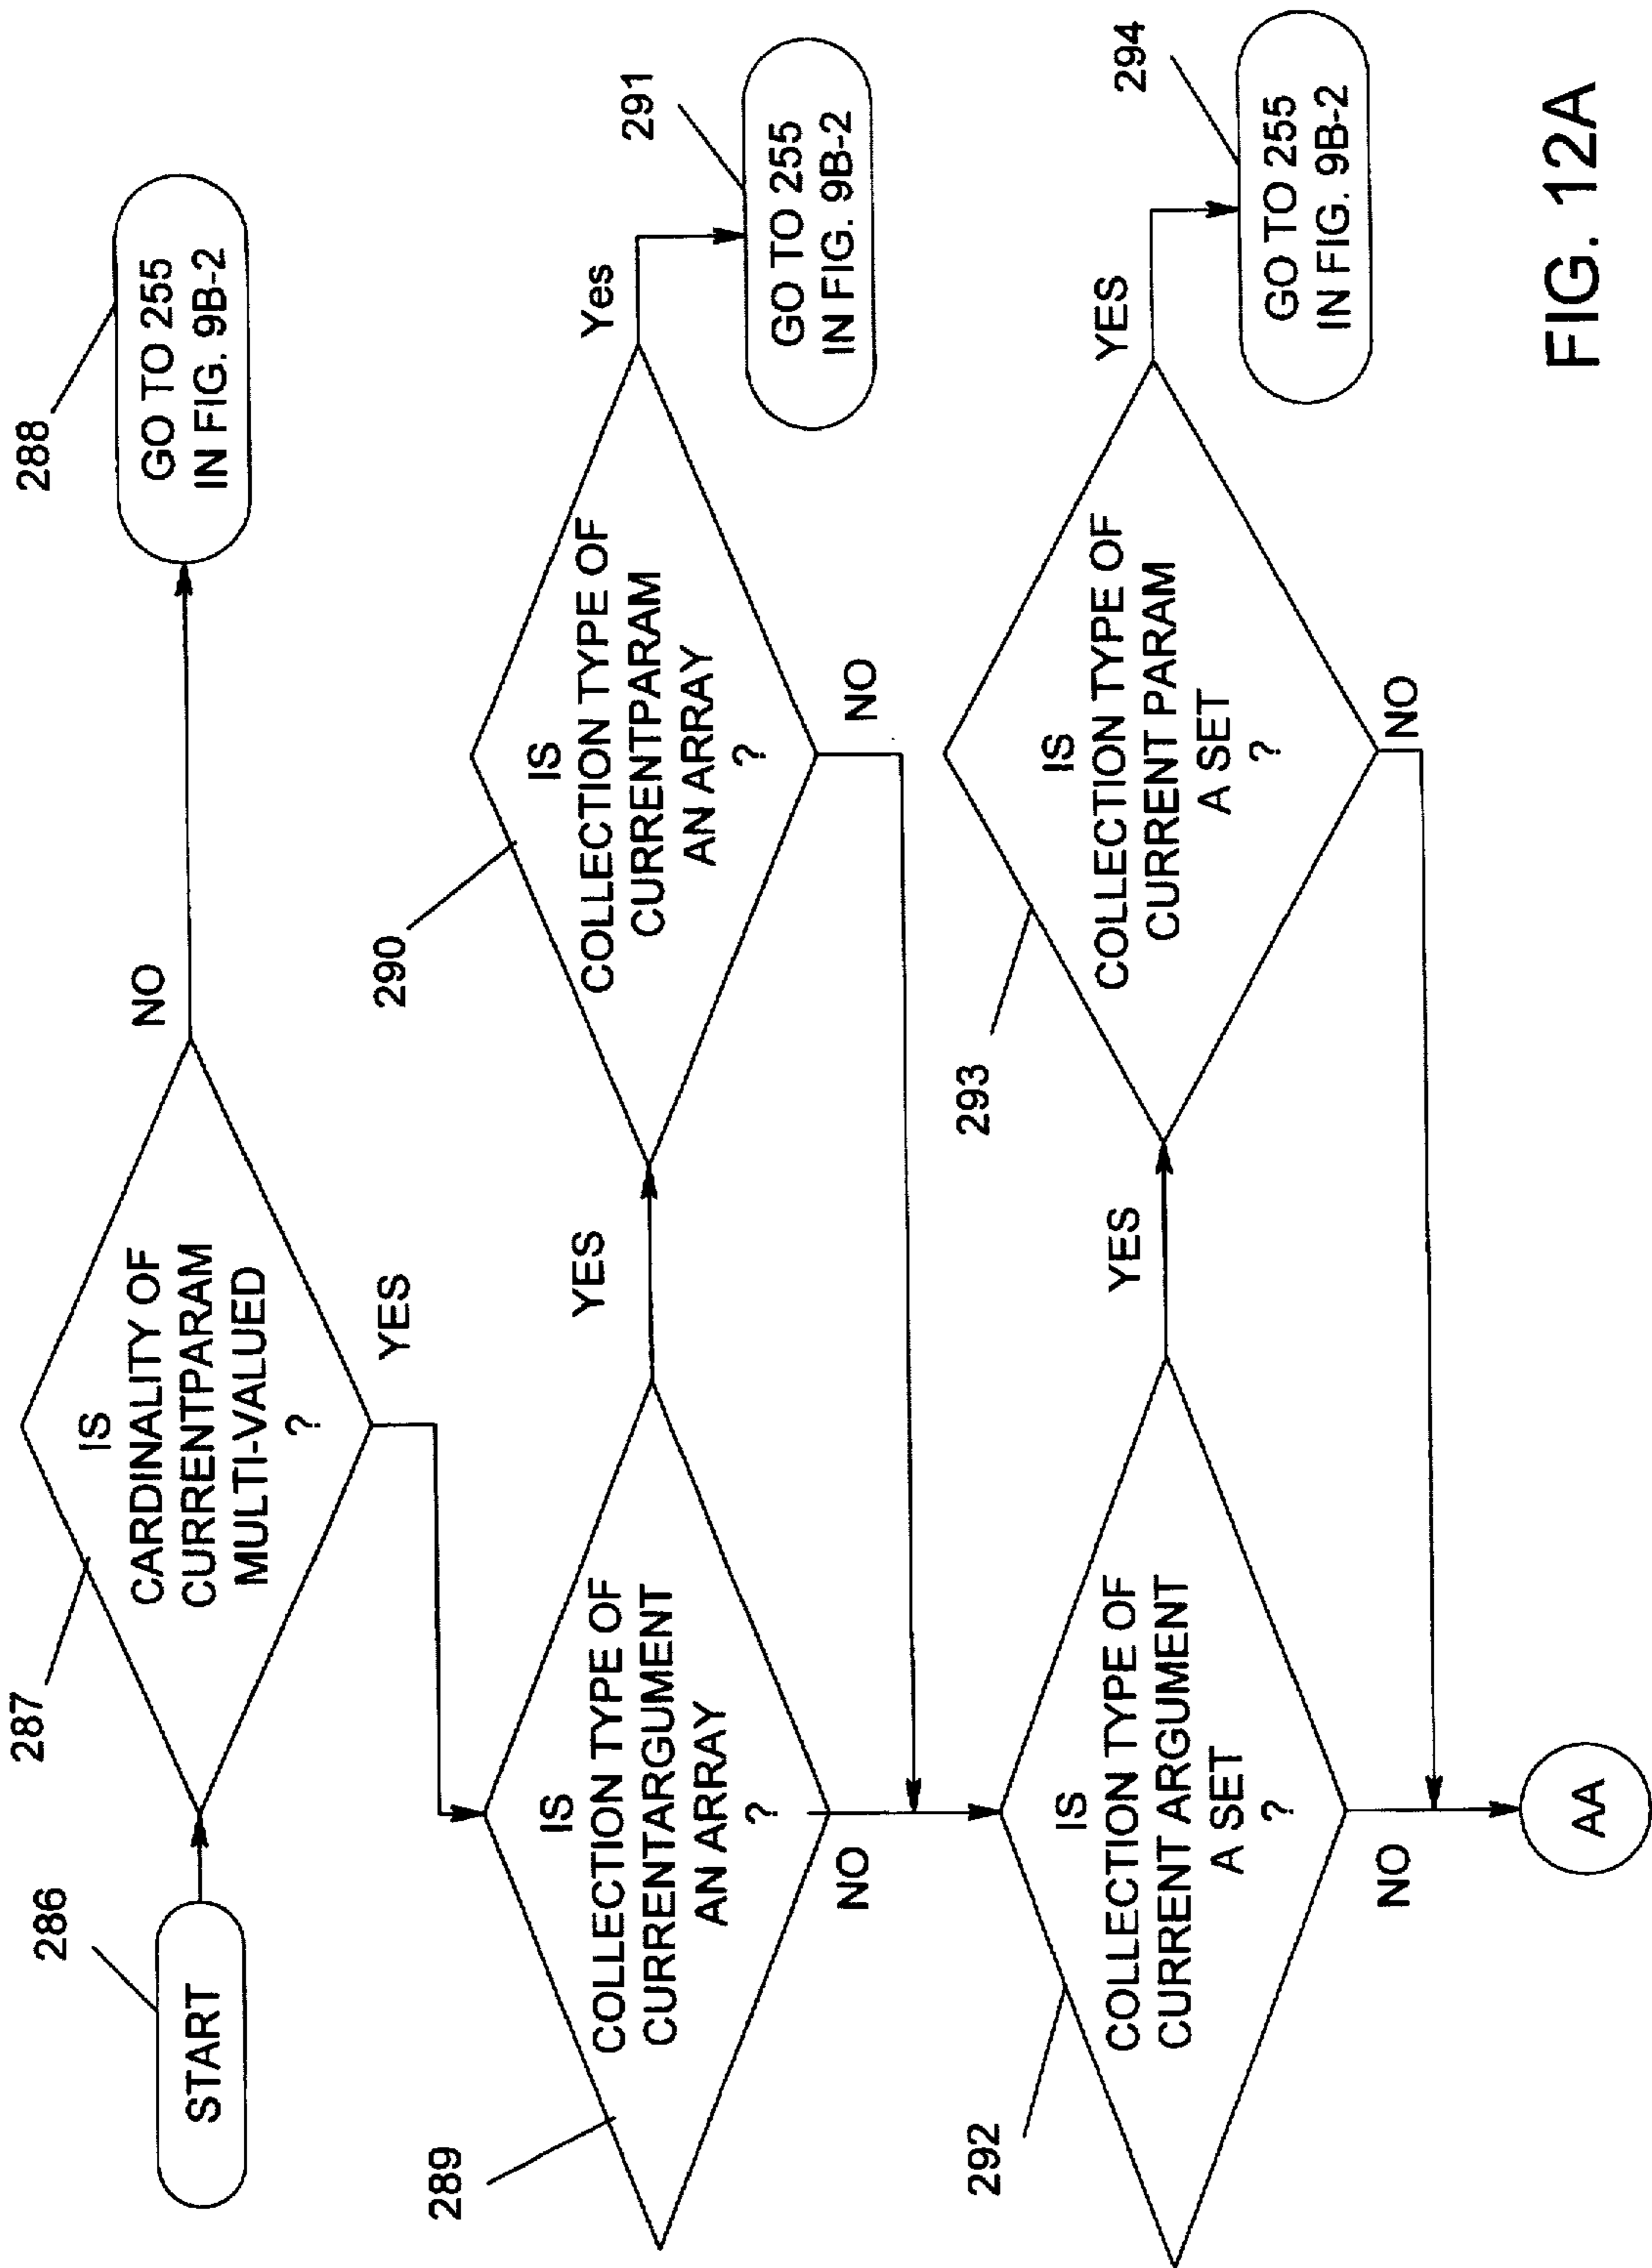 286
START
287
IS
CARDINALITY OF
CURRENTPARAM
MULTI-VALUED
?
NO
YES
288
GO TO 255
IN FIG. 9B-2
289
IS
COLLECTION TYPE OF
CURRENTARGUMENT
AN ARRAY
?
YES
NO
290
IS
COLLECTION TYPE OF
CURRENTPARAM
AN ARRAY
?
Yes
NO
291
GO TO 255
IN FIG. 9B-2
292
IS
COLLECTION TYPE OF
CURRENT ARGUMENT
A SET
?
YES
NO
293
IS
COLLECTION TYPE OF
CURRENT PARAM
A SET
?
YES
NO
294
GO TO 255
IN FIG. 9B-2
AA
FIG. 12A